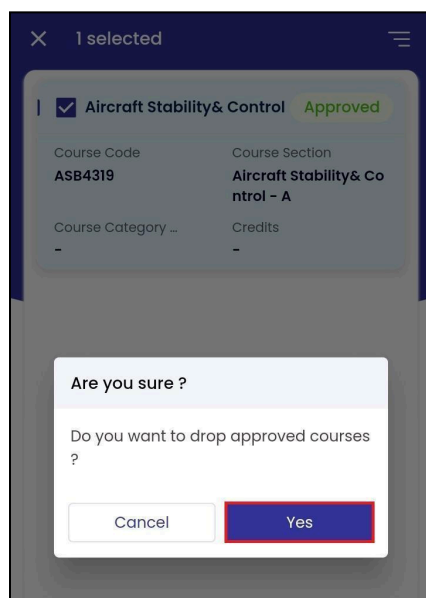 1 selected
Aircraft Stability& Control Approved
Course Code Course Section
ASB4319 Aircraft Stability& Co
ntrol - A
Course Category ... Credits
- -
Are you sure ?
Do you want to drop approved courses
?
Cancel Yes